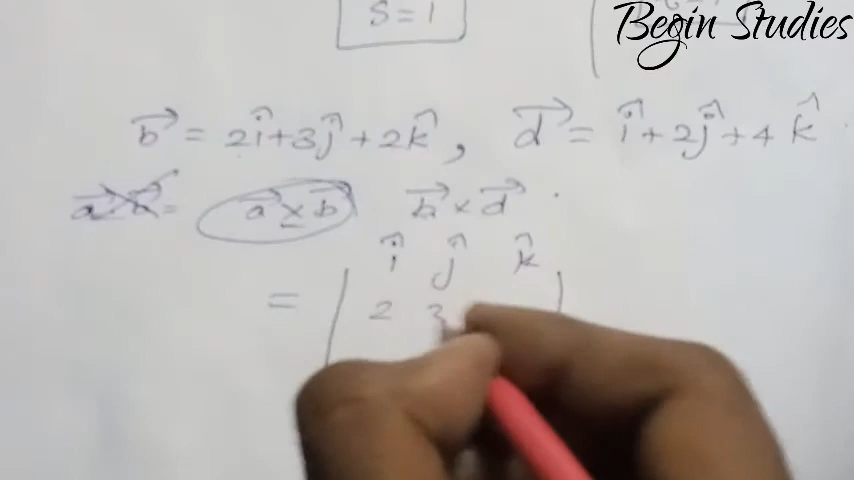 Begin Studies
S = 1
b⃗ = 2î+3ĵ+2k̂, d⃗ = î+2ĵ+4k̂
a⃗ × b⃗ b⃗ × d⃗
î ĵ k̂
= | 2 3 |